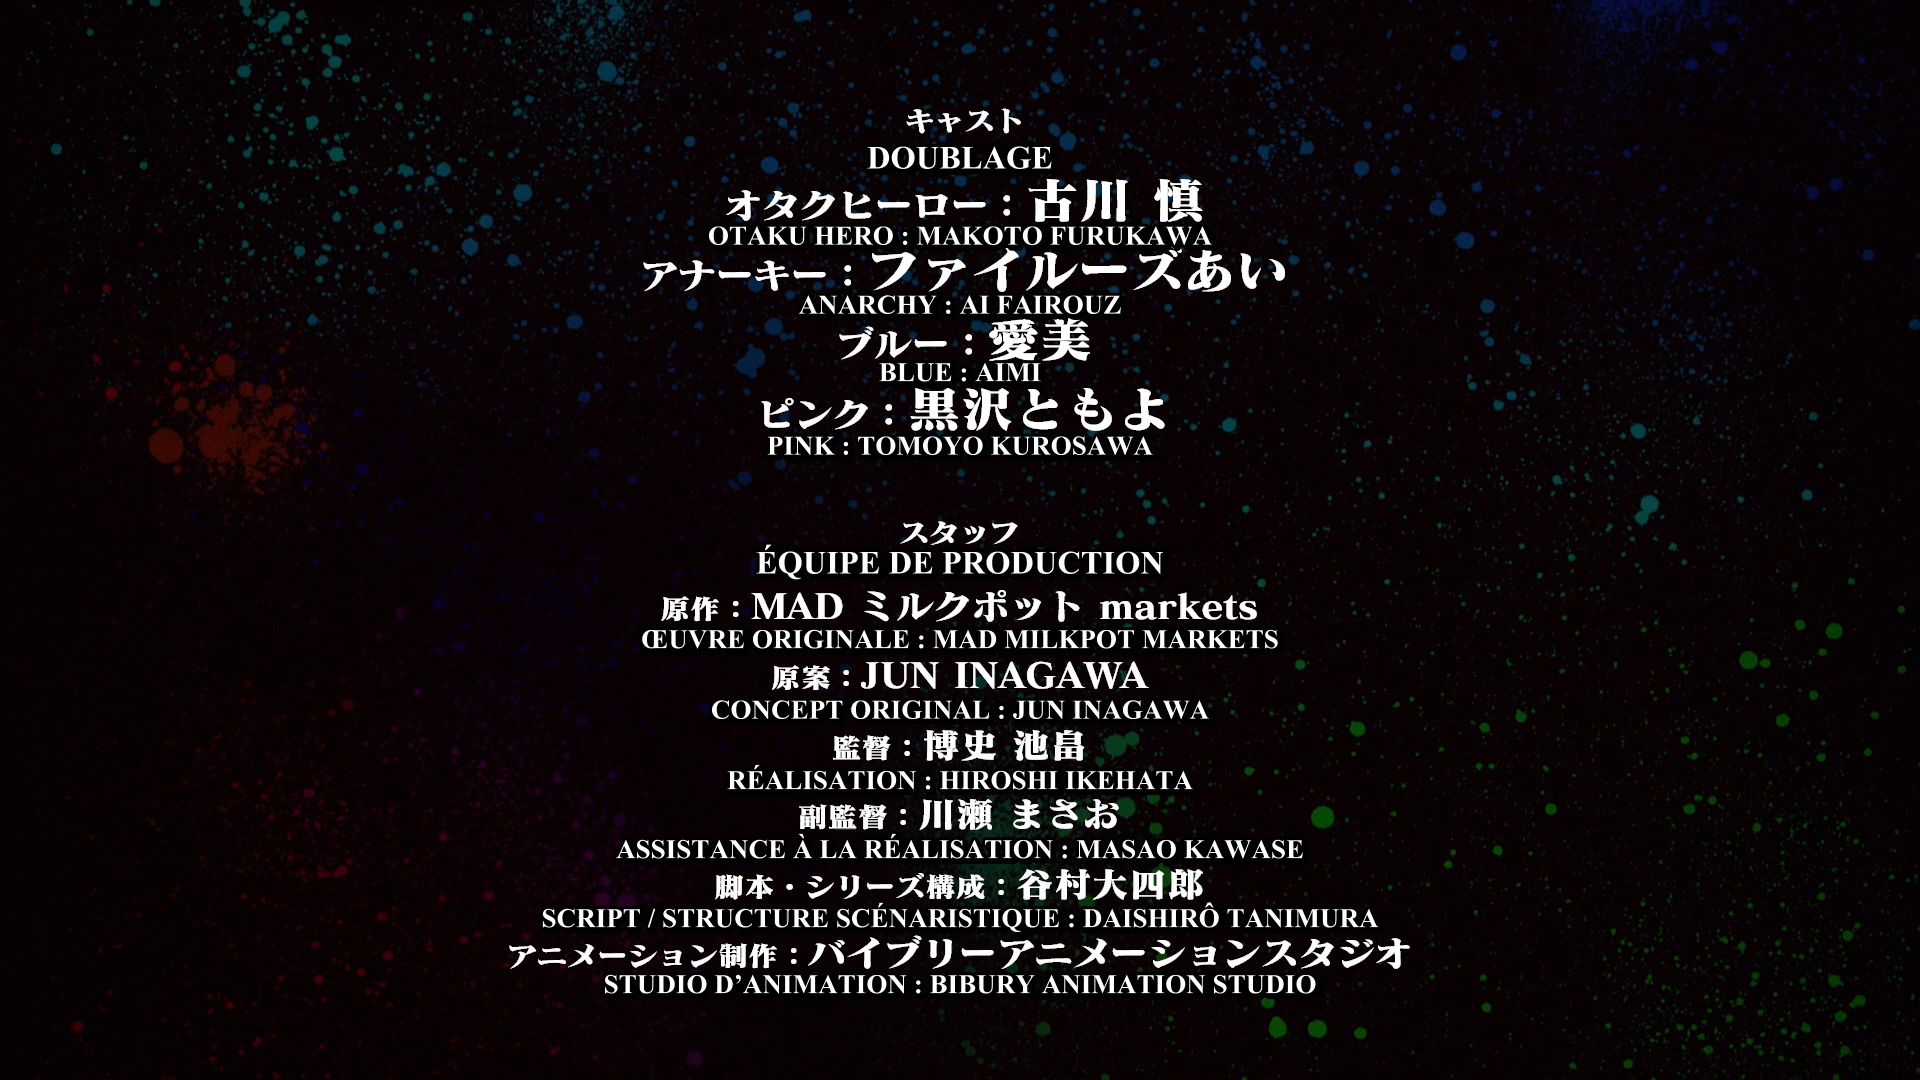 キャスト
DOUBLAGE
オタクヒーロー：古川 慎
OTAKU HERO : MAKOTO FURUKAWA
アナーキー：ファイルーズあい
ANARCHY : AI FAIROUZ
ブルー：愛美
BLUE : AIMI
ピンク：黒沢ともよ
PINK : TOMOYO KUROSAWA
スタッフ
ÉQUIPE DE PRODUCTION
原作：MAD ミルクポット markets
ŒUVRE ORIGINALE : MAD MILKPOT MARKETS
原案：JUN INAGAWA
CONCEPT ORIGINAL : JUN INAGAWA
監督：博史 池畠
RÉALISATION : HIROSHI IKEHATA
副監督：川瀬 まさお
ASSISTANCE À LA RÉALISATION : MASAO KAWASE
脚本・シリーズ構成：谷村大四郎
SCRIPT / STRUCTURE SCÉNARISTIQUE : DAISHIRÔ TANIMURA
アニメーション制作：バイブリーアニメーションスタジオ
STUDIO D’ANIMATION : BIBURY ANIMATION STUDIO